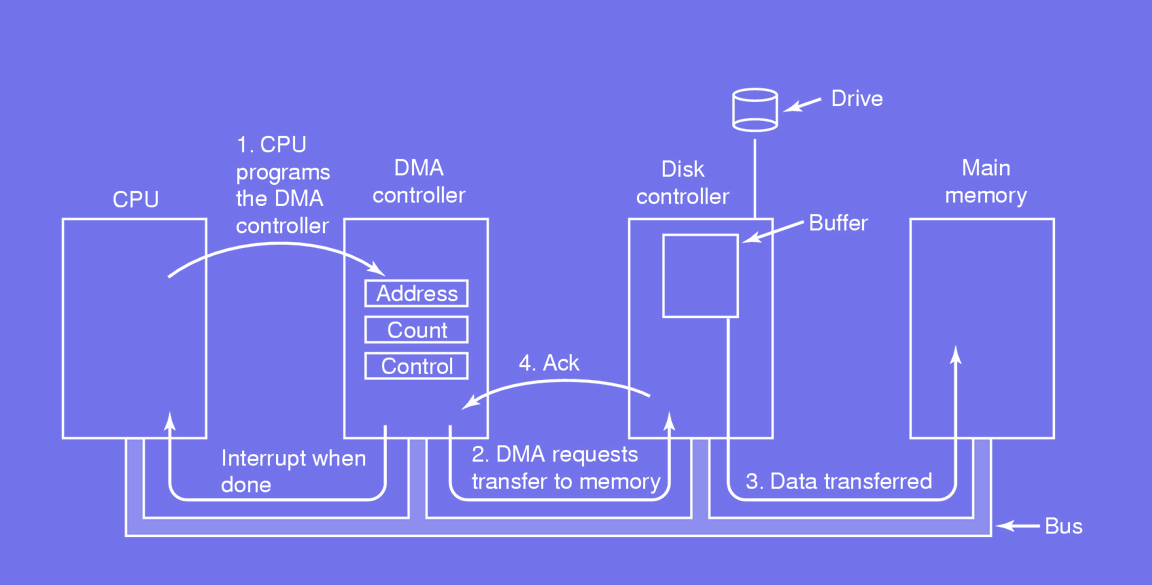 Drive
1. CPU
programs
the DMA
controller
CPU
DMA
controller
Disk
controller
Main
memory
Buffer
Address
Count
Control
4. Ack
Interrupt when
done
2. DMA requests
transfer to memory
3. Data transferred
Bus